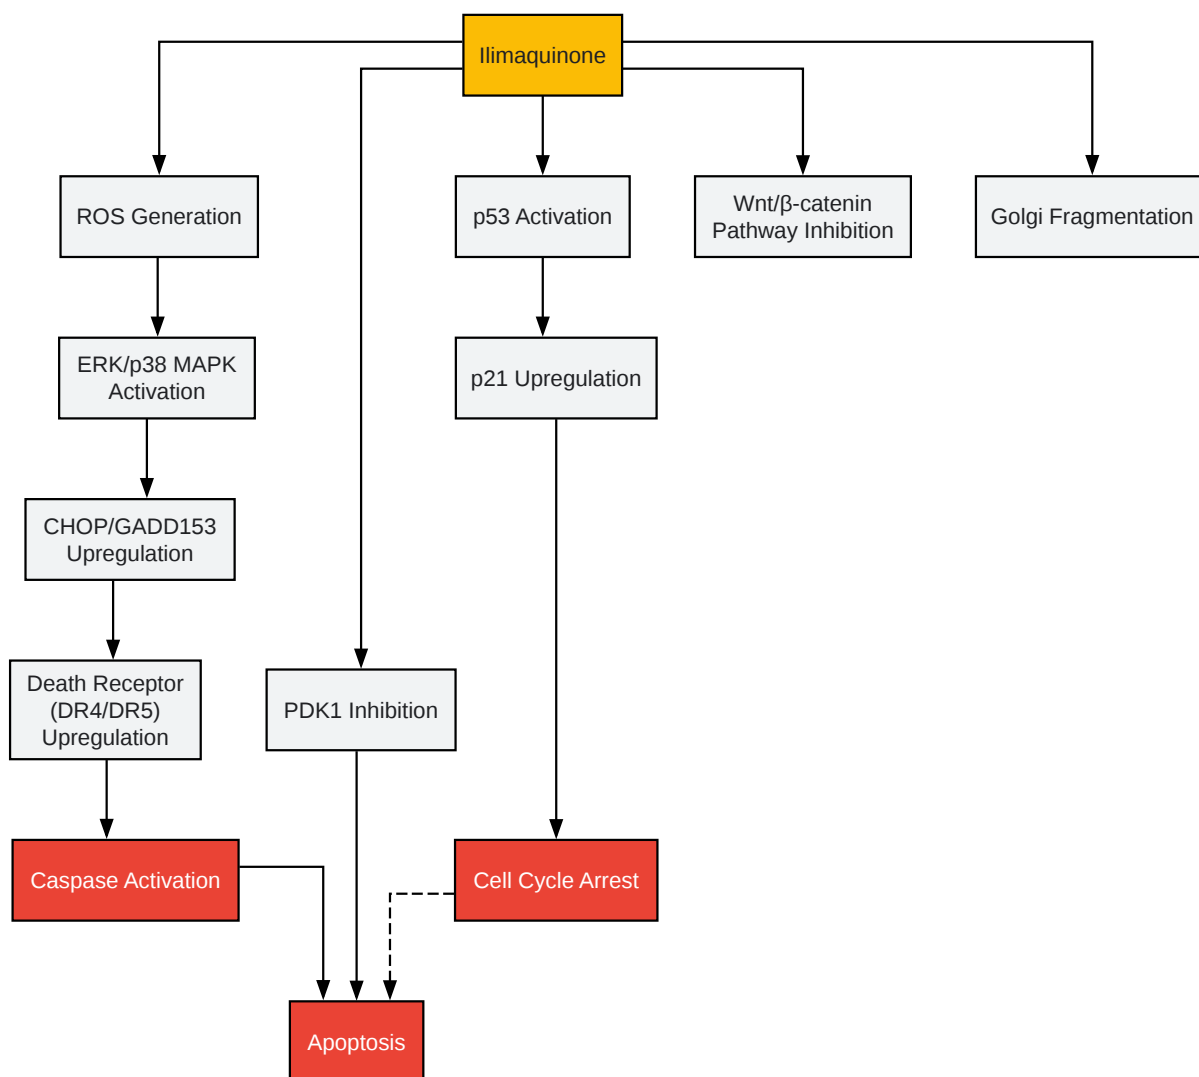 Ilimaquinone
ROS Generation
p53 Activation
Wnt/β-catenin
Pathway Inhibition
Golgi Fragmentation
ERK/p38 MAPK
Activation
p21 Upregulation
CHOP/GADD153
Upregulation
Death Receptor
(DR4/DR5)
Upregulation
PDK1 Inhibition
Caspase Activation
Cell Cycle Arrest
Apoptosis